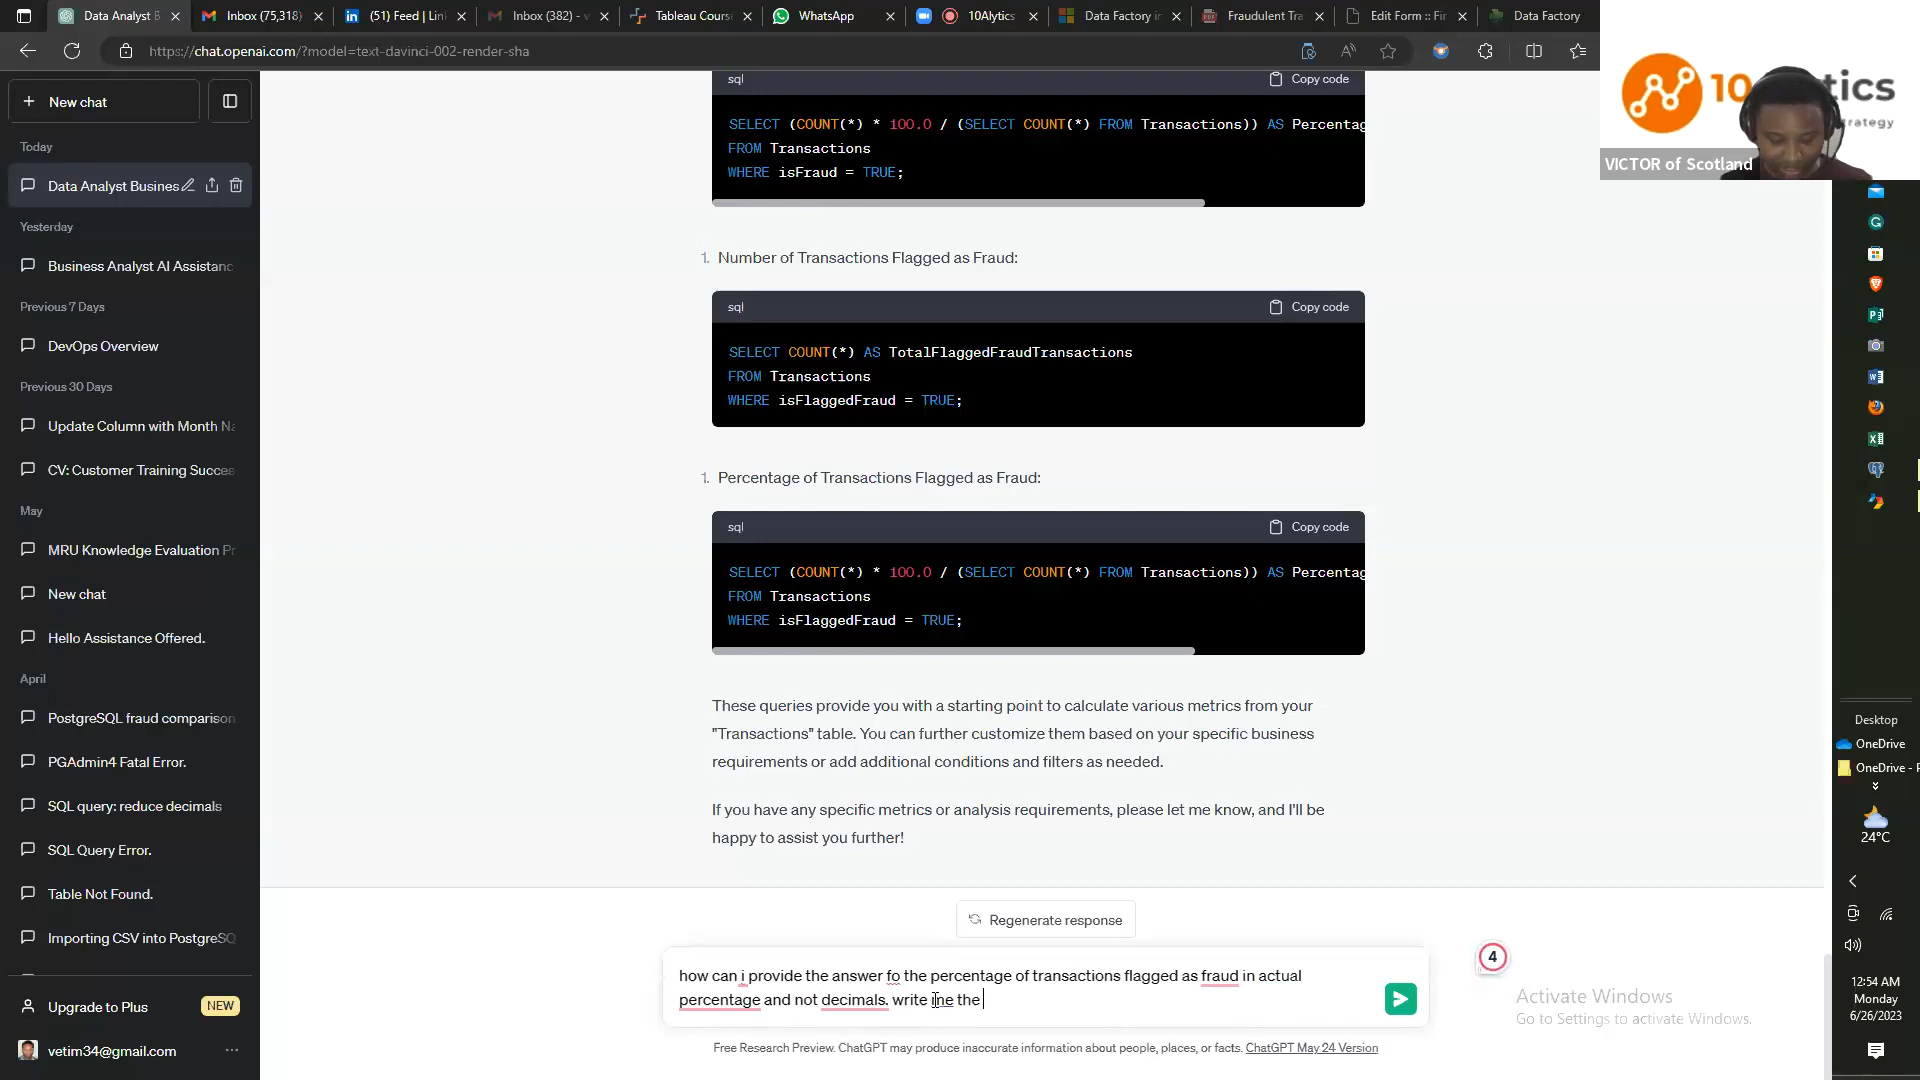 Data Analyst B
Inbox (75,318)
(51) Feed | Lin
Inbox (382) - v
Tableau Course
WhatsApp
10Alytics
Data Factory in
Fraudulent Tra
Edit Form :: Fir
Data Factory
https://chat.openai.com/?model=text-davinci-002-render-sha
10
tics
trategy
VICTOR of Scotland
New chat
Today
Data Analyst Busines
Yesterday
Business Analyst AI Assistanc
Previous 7 Days
DevOps Overview
Previous 30 Days
Update Column with Month Na
CV: Customer Training Succes
May
MRU Knowledge Evaluation Pr
New chat
Hello Assistance Offered.
April
PostgreSQL fraud comparison
PGAdmin4 Fatal Error.
SQL query: reduce decimals
SQL Query Error.
Table Not Found.
Importing CSV into PostgreSQ
Upgrade to Plus
NEW
vetim34@gmail.com
sql
Copy code
SELECT (COUNT(*) * 100.0 / (SELECT COUNT(*) FROM Transactions)) AS Percentag
FROM Transactions
WHERE isFraud = TRUE;
1. Number of Transactions Flagged as Fraud:
sql
Copy code
SELECT COUNT(*) AS TotalFlaggedFraudTransactions
FROM Transactions
WHERE isFlaggedFraud = TRUE;
1. Percentage of Transactions Flagged as Fraud:
sql
Copy code
SELECT (COUNT(*) * 100.0 / (SELECT COUNT(*) FROM Transactions)) AS Percentag
FROM Transactions
WHERE isFlaggedFraud = TRUE;
These queries provide you with a starting point to calculate various metrics from your
"Transactions" table. You can further customize them based on your specific business
requirements or add additional conditions and filters as needed.
If you have any specific metrics or analysis requirements, please let me know, and I'll be
happy to assist you further!
Regenerate response
how can i provide the answer fo the percentage of transactions flagged as fraud in actual
percentage and not decimals. write me the
4
Free Research Preview. ChatGPT may produce inaccurate information about people, places, or facts. ChatGPT May 24 Version
Activate Windows
Go to Settings to activate Windows.
Desktop
OneDrive
OneDrive - P
24°C
12:54 AM
Monday
6/26/2023